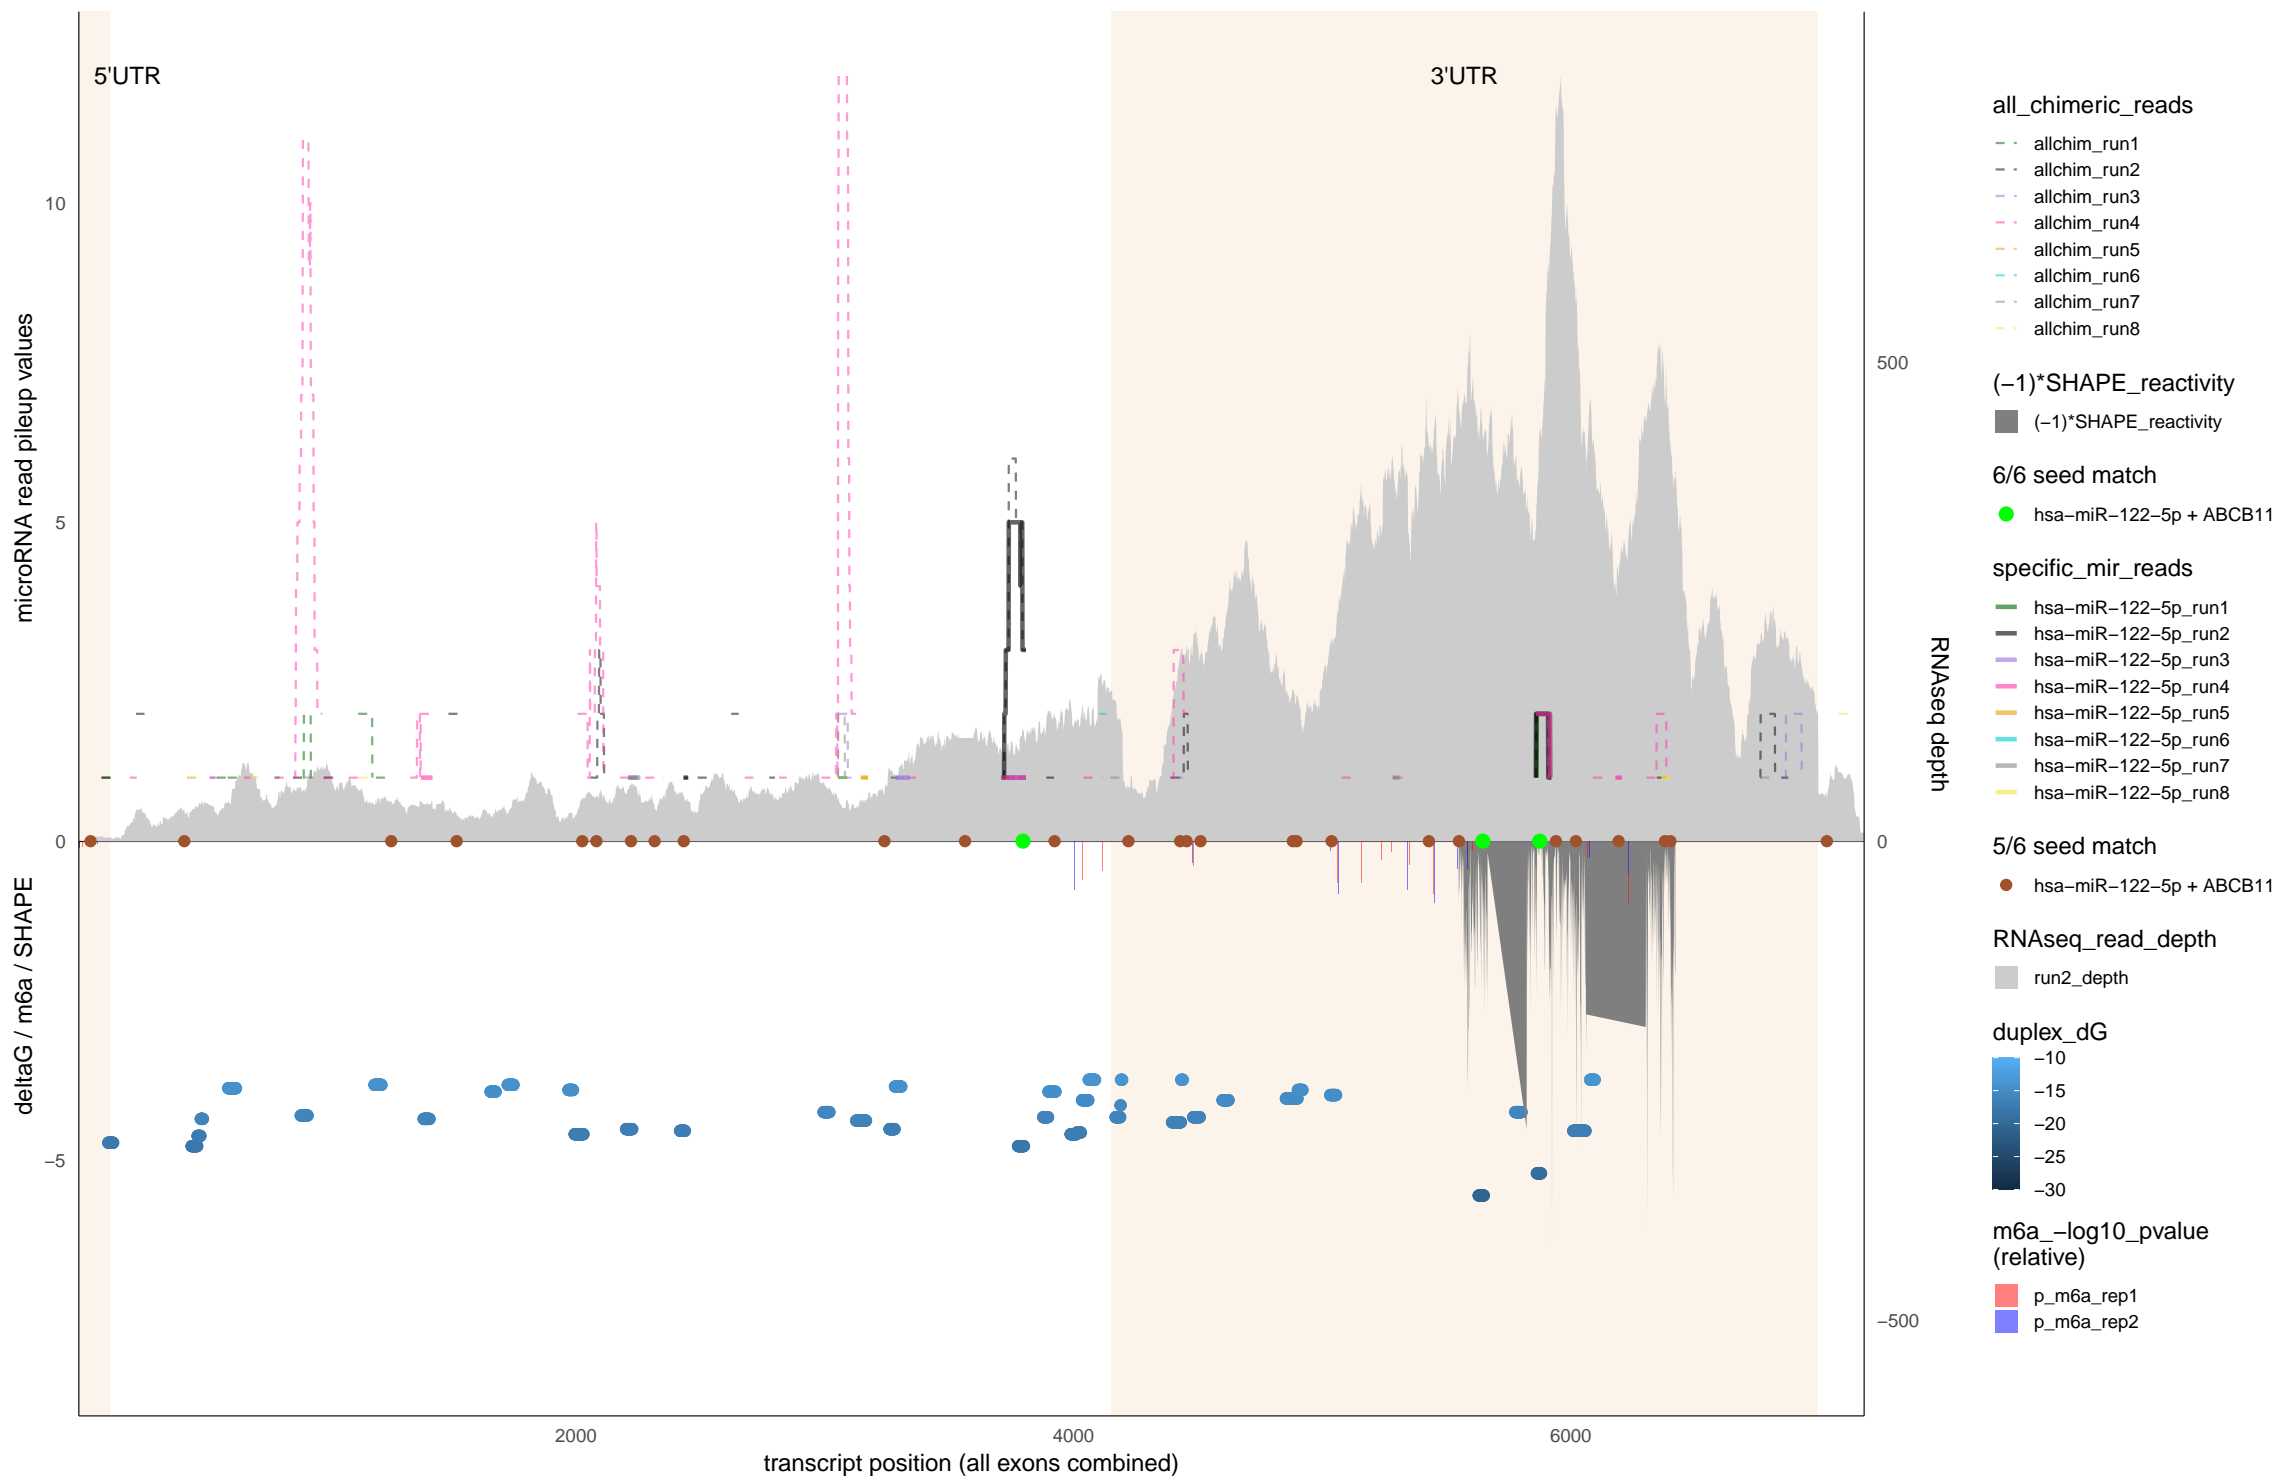 5'UTR
3'UTR
10
5
0
−5
microRNA read pileup values
deltaG / m6a / SHAPE
500
0
−500
RNAseq depth
2000
4000
6000
transcript position (all exons combined)
all_chimeric_reads
allchim_run1
allchim_run2
allchim_run3
allchim_run4
allchim_run5
allchim_run6
allchim_run7
allchim_run8
(−1)*SHAPE_reactivity
(−1)*SHAPE_reactivity
6/6 seed match
hsa−miR−122−5p + ABCB11
specific_mir_reads
hsa−miR−122−5p_run1
hsa−miR−122−5p_run2
hsa−miR−122−5p_run3
hsa−miR−122−5p_run4
hsa−miR−122−5p_run5
hsa−miR−122−5p_run6
hsa−miR−122−5p_run7
hsa−miR−122−5p_run8
5/6 seed match
hsa−miR−122−5p + ABCB11
RNAseq_read_depth
run2_depth
duplex_dG
−10
−15
−20
−25
−30
m6a_−log10_pvalue
(relative)
p_m6a_rep1
p_m6a_rep2